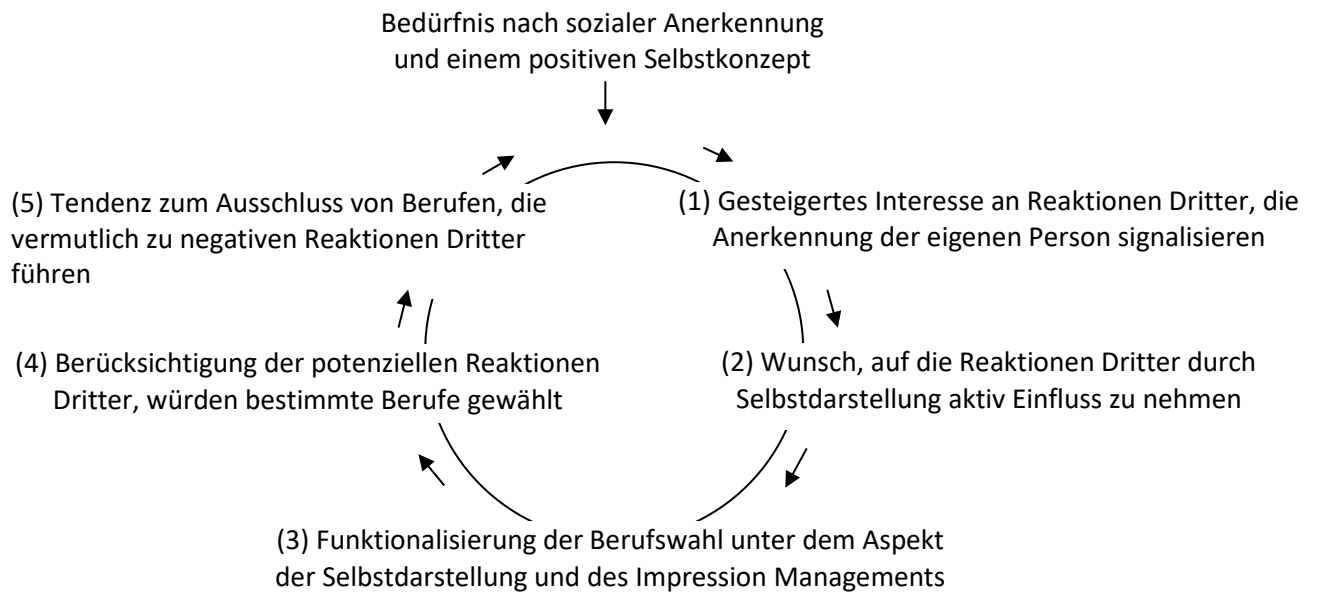 Bedürfnis nach sozialer Anerkennung
und einem positiven Selbstkonzept
(1) Gesteigertes Interesse an Reaktionen Dritter, die
Anerkennung der eigenen Person signalisieren
(2) Wunsch, auf die Reaktionen Dritter durch
Selbstdarstellung aktiv Einfluss zu nehmen
(3) Funktionalisierung der Berufswahl unter dem Aspekt
der Selbstdarstellung und des Impression Managements
(4) Berücksichtigung der potenziellen Reaktionen
Dritter, würden bestimmte Berufe gewählt
(5) Tendenz zum Ausschluss von Berufen, die
vermutlich zu negativen Reaktionen Dritter
führen